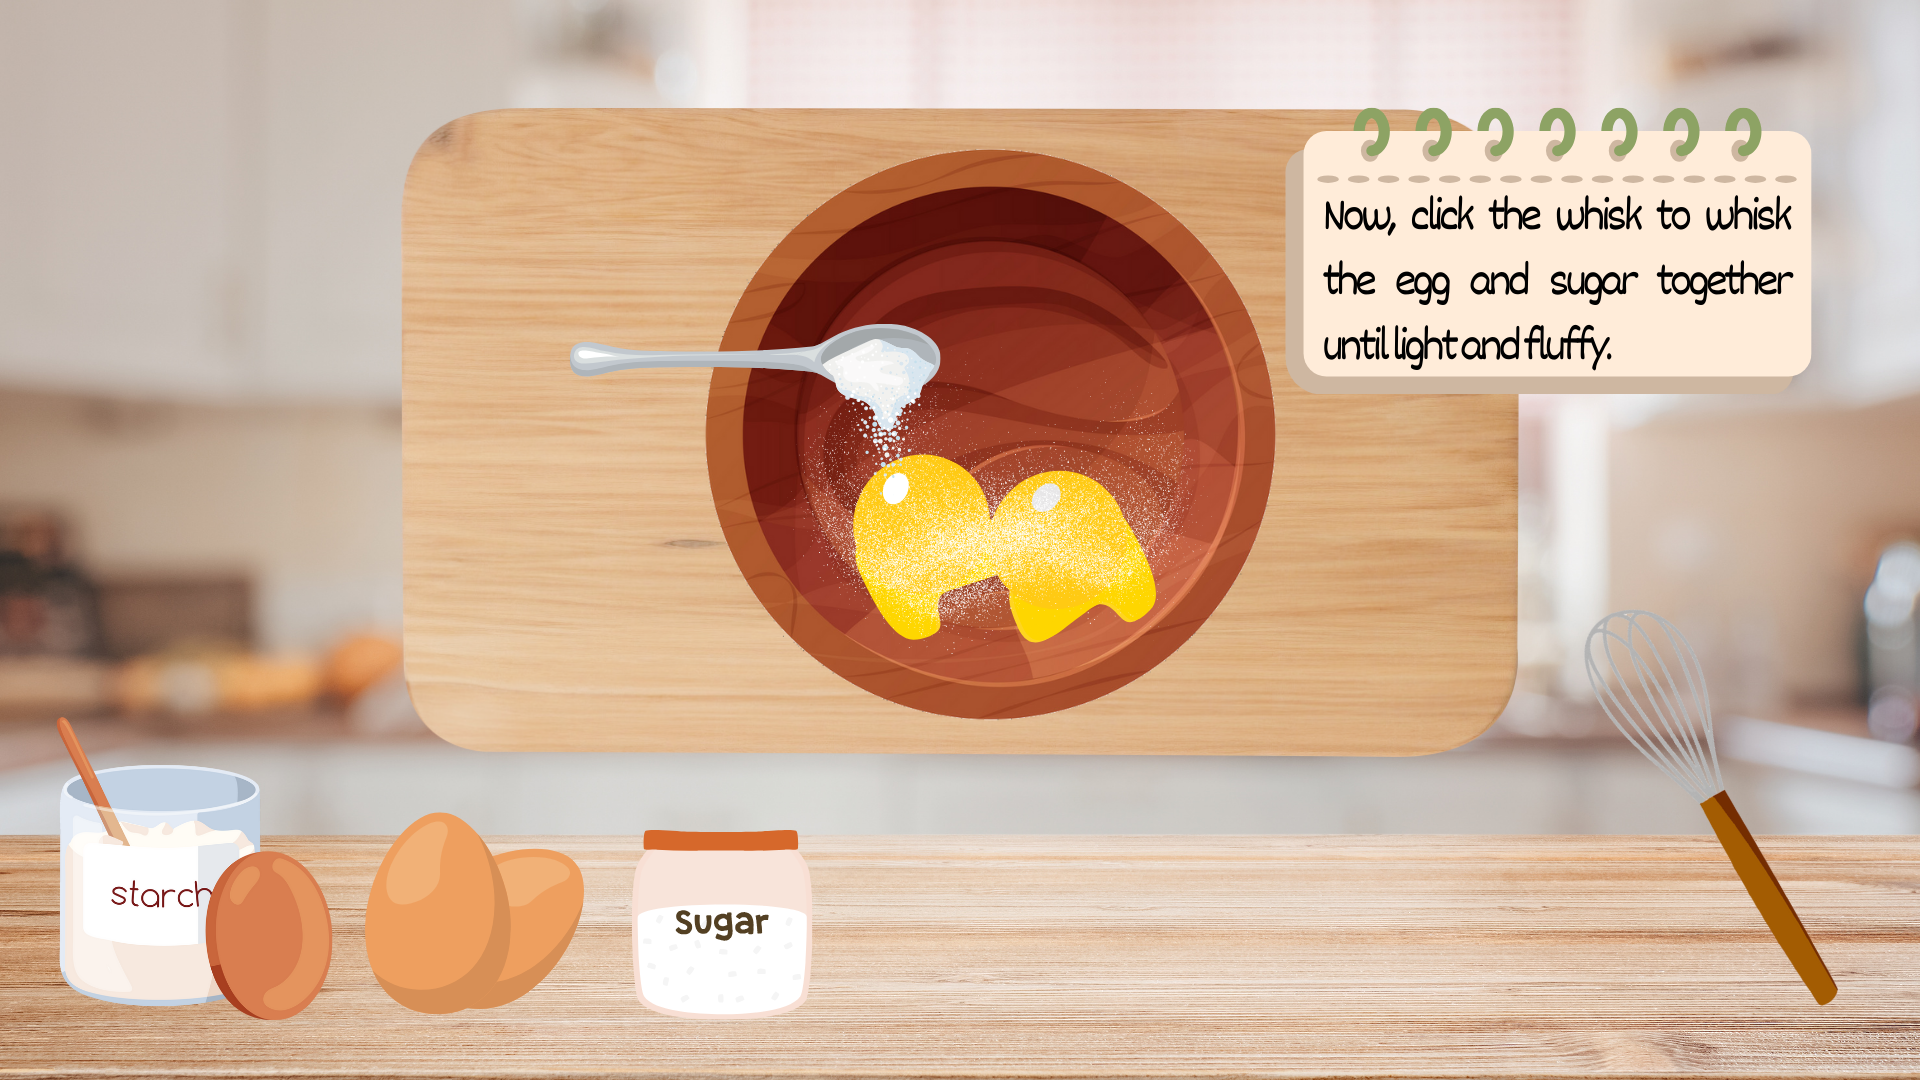 Now, click the whisk to whisk
the egg and sugar together
until light and fluffy.
starch
Sugar